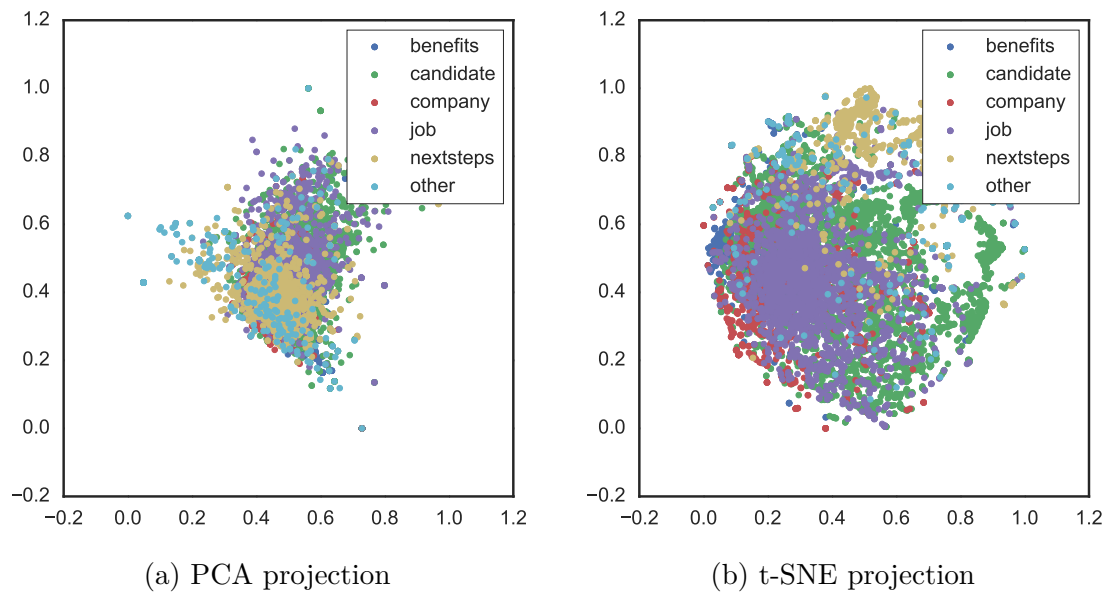 1.2
1.0
0.8
0.6
0.4
0.2
0.0
−0.2
−0.2
0.0
0.2
0.4
0.6
0.8
1.0
1.2
benefits
candidate
company
job
nextsteps
other
(a) PCA projection
1.2
1.0
0.8
0.6
0.4
0.2
0.0
−0.2
−0.2
0.0
0.2
0.4
0.6
0.8
1.0
1.2
benefits
candidate
company
job
nextsteps
other
(b) t-SNE projection